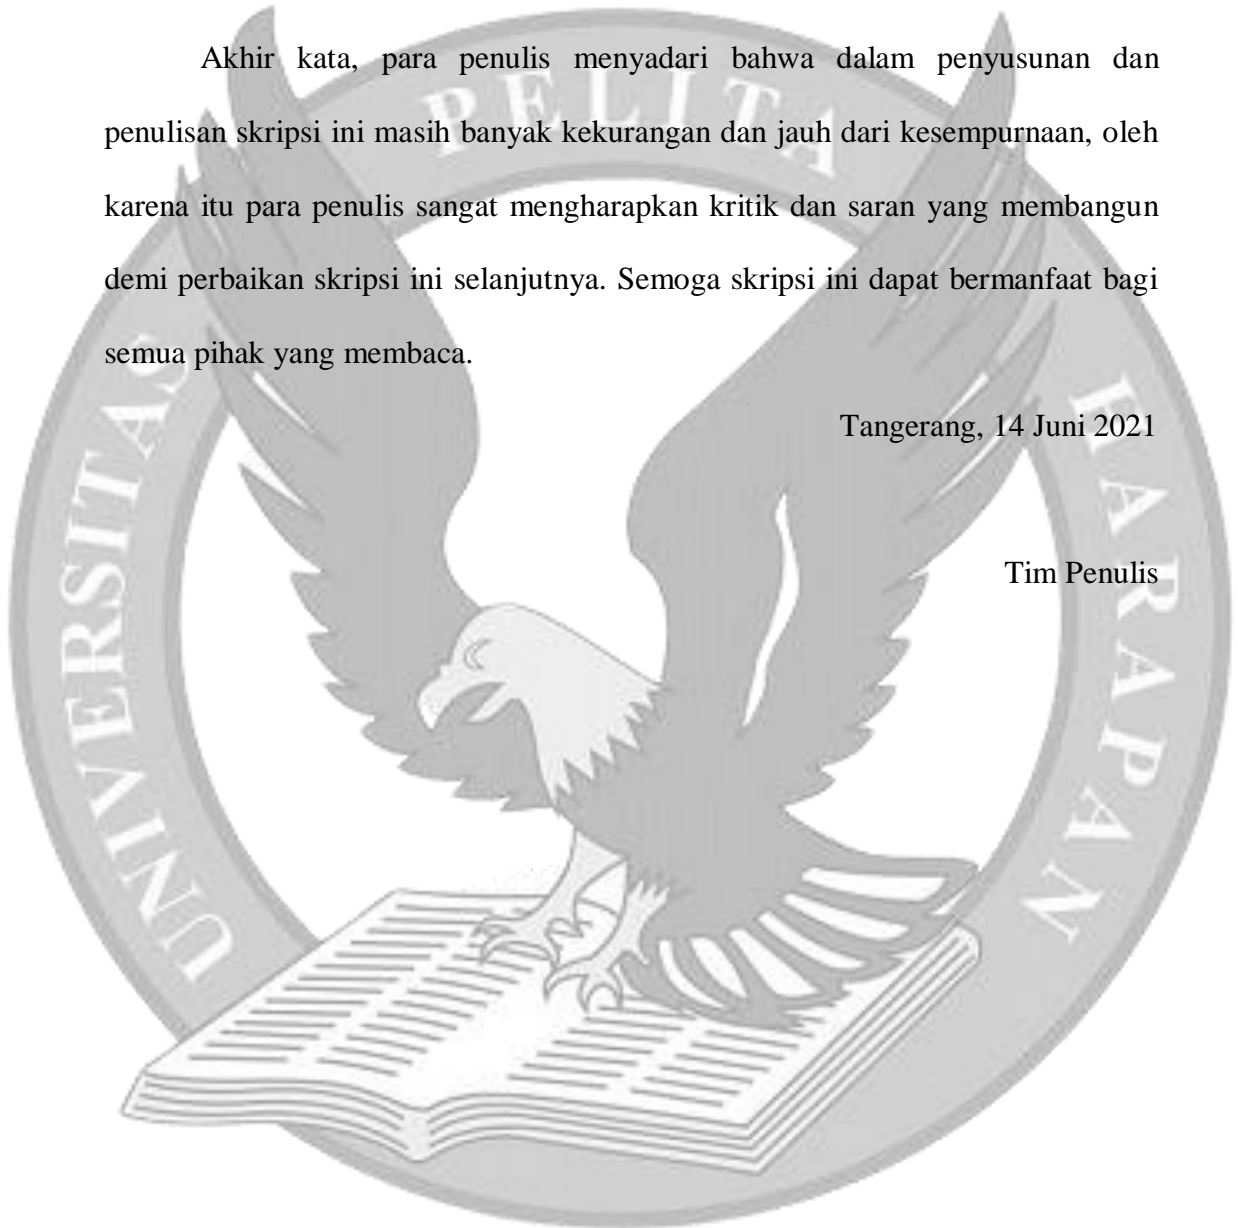 Akhir kata, para penulis menyadari bahwa dalam penyusunan dan
penulisan skripsi ini masih banyak kekurangan dan jauh dari kesempurnaan, oleh
karena itu para penulis sangat mengharapkan kritik dan saran yang membangun
demi perbaikan skripsi ini selanjutnya. Semoga skripsi ini dapat bermanfaat bagi
semua pihak yang membaca.
Tangerang, 14 Juni 2021
Tim Penulis
UNIVERSITAS
PELITA
HARAPAN